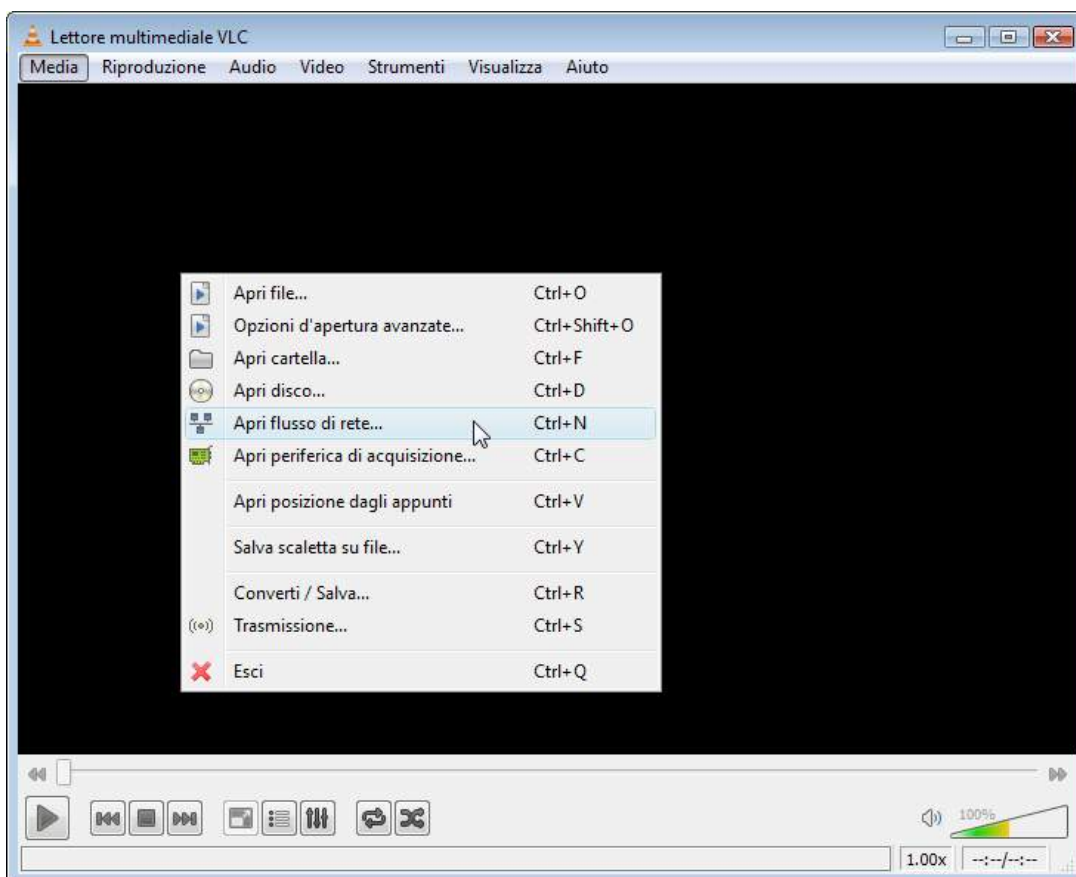 Lettore multimediale VLC
Media Riproduzione Audio Video Strumenti Visualizza Aiuto
Apri file... Ctrl+O
Opzioni d'apertura avanzate... Ctrl+Shift+O
Apri cartella... Ctrl+F
Apri disco... Ctrl+D
Apri flusso di rete... Ctrl+N
Apri periferica di acquisizione... Ctrl+C
Apri posizione dagli appunti Ctrl+V
Salva scaletta su file... Ctrl+Y
Converti / Salva... Ctrl+R
Trasmissione... Ctrl+S
Esci Ctrl+Q
100%
1.00x --:--/--:--